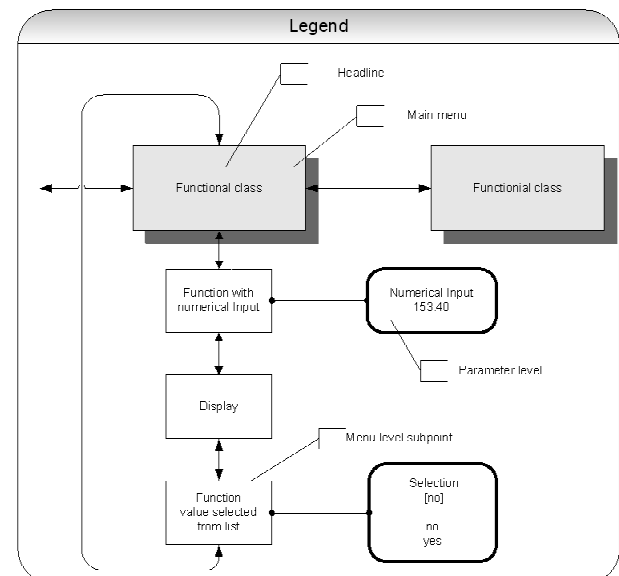 Legend
Headline
Main menu
Functional class
Functionial class
Function with
numerical Input
Numerical Input
153.40
Parameter level
Display
Menu level subpoint
Function
value selected
from list
Selection
[no]
no
yes